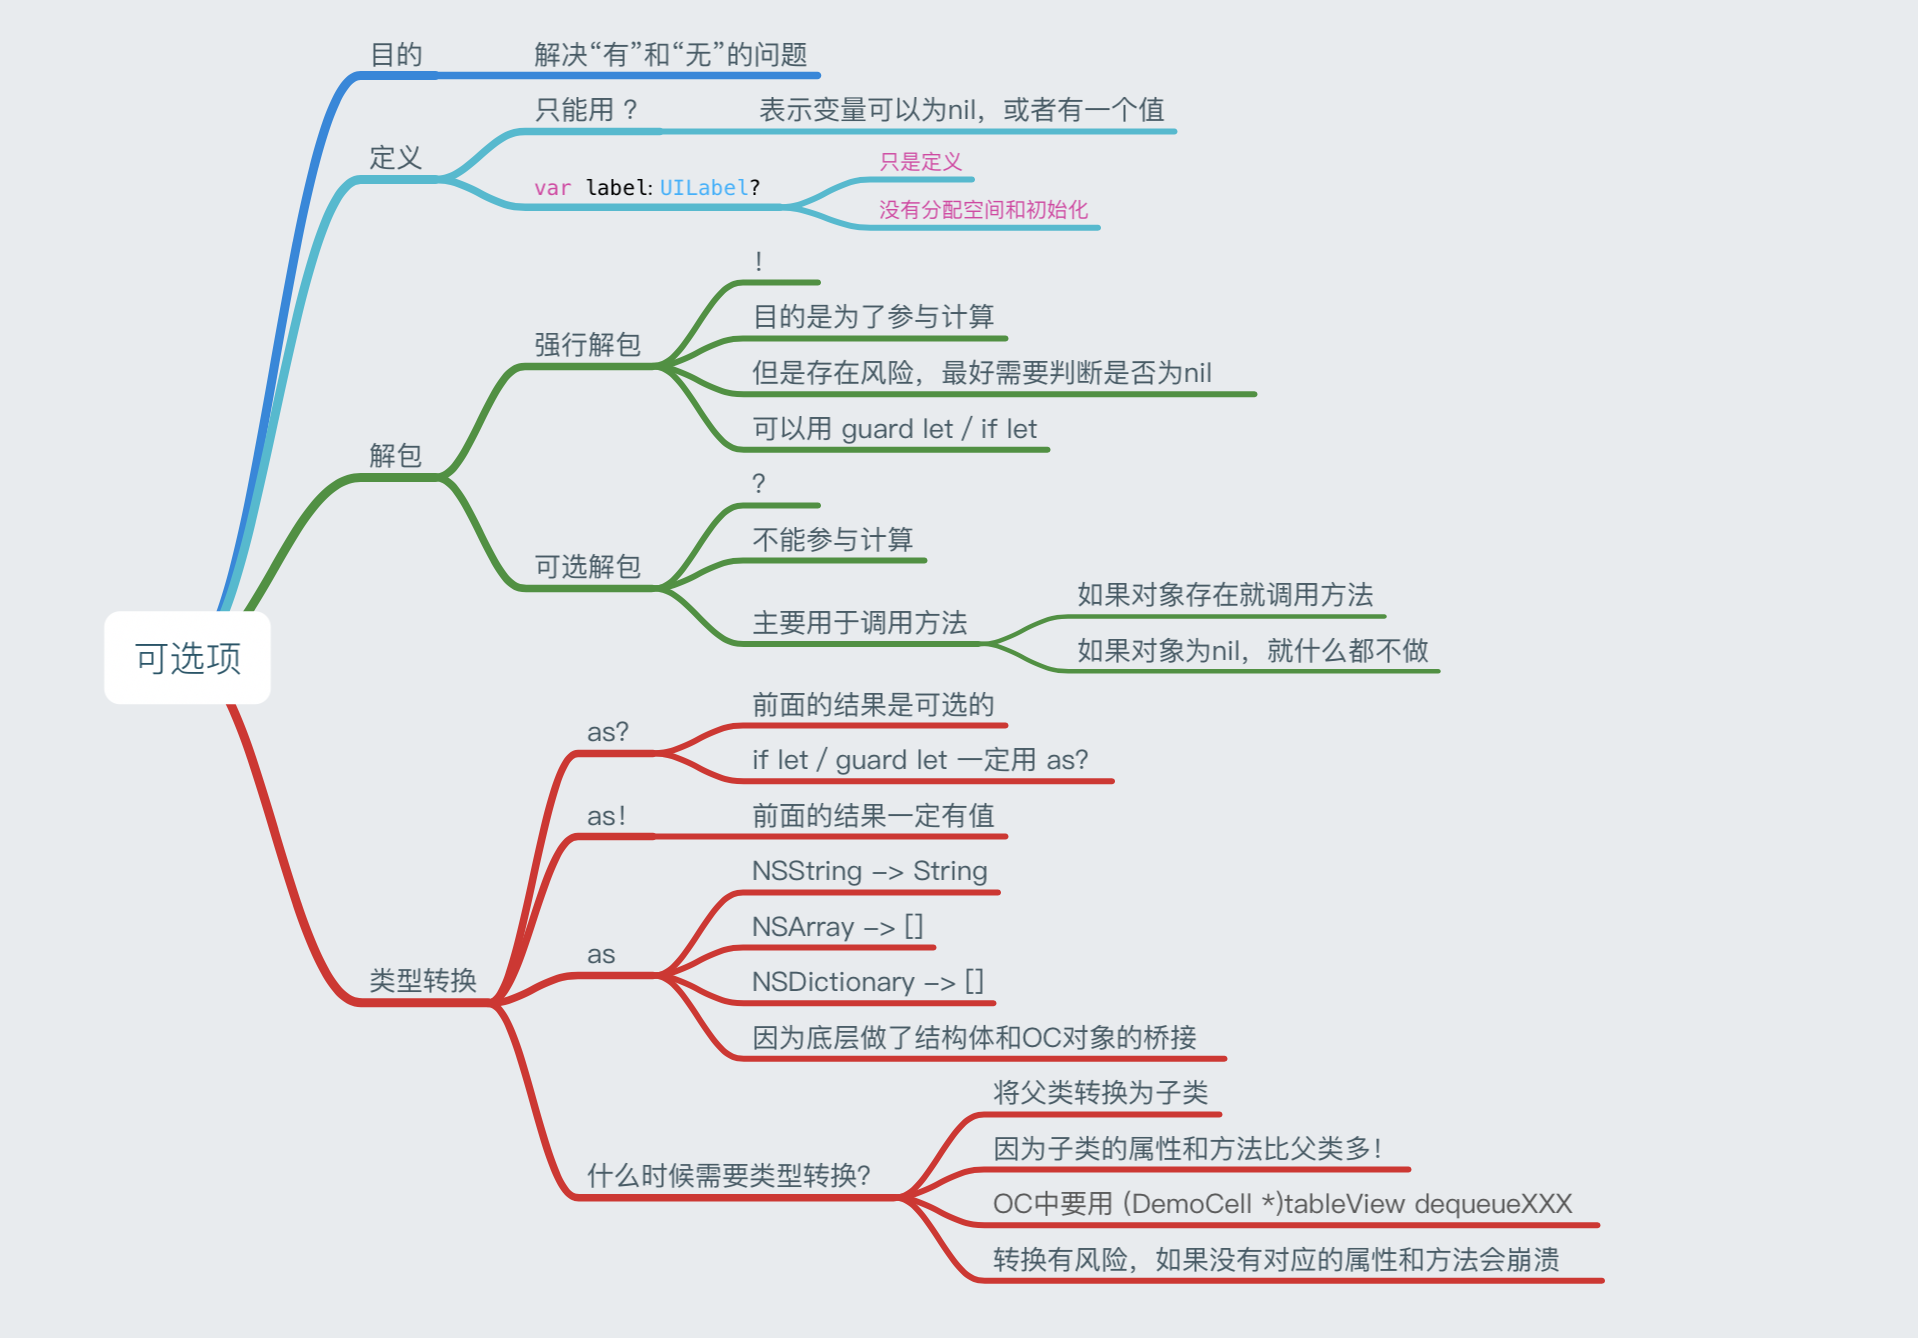 目的
解决“有”和“无”的问题
定义
只能用 ?
表示变量可以为nil，或者有一个值
var label: UILabel?
只是定义
没有分配空间和初始化
解包
强行解包
!
目的是为了参与计算
但是存在风险，最好需要判断是否为nil
可以用 guard let / if let
可选解包
?
不能参与计算
主要用于调用方法
如果对象存在就调用方法
如果对象为nil，就什么都不做
可选项
类型转换
as?
前面的结果是可选的
if let / guard let 一定用 as?
as!
前面的结果一定有值
as
NSString -> String
NSArray -> []
NSDictionary -> []
因为底层做了结构体和OC对象的桥接
什么时候需要类型转换?
将父类转换为子类
因为子类的属性和方法比父类多!
OC中要用 (DemoCell *)tableView dequeueXXX
转换有风险，如果没有对应的属性和方法会崩溃